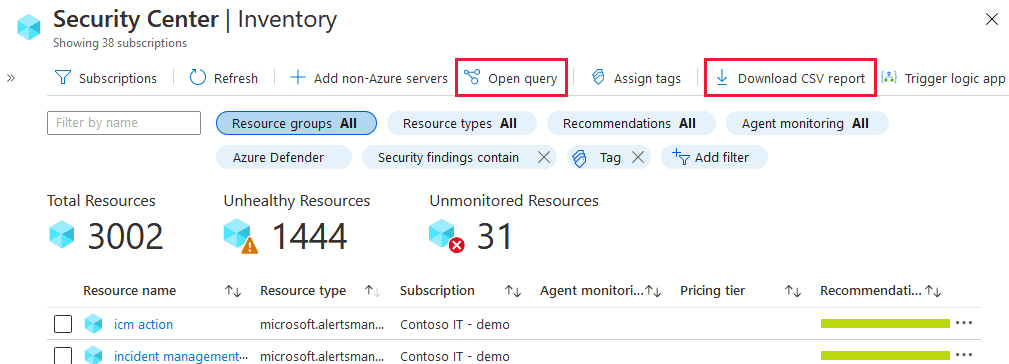 Security Center | Inventory
Showing 38 subscriptions
Subscriptions Refresh Add non-Azure servers Open query Assign tags Download CSV report Trigger logic app
Filter by name Resource groups All Resource types All Recommendations All Agent monitoring All
Azure Defender Security findings contain Tag Add filter
Total Resources Unhealthy Resources Unmonitored Resources
3002 1444 31
Resource name Resource type Subscription Agent monitori... Pricing tier Recommendati...
icm action microsoft.alertsman... Contoso IT - demo
incident management... microsoft.alertsman... Contoso IT - demo